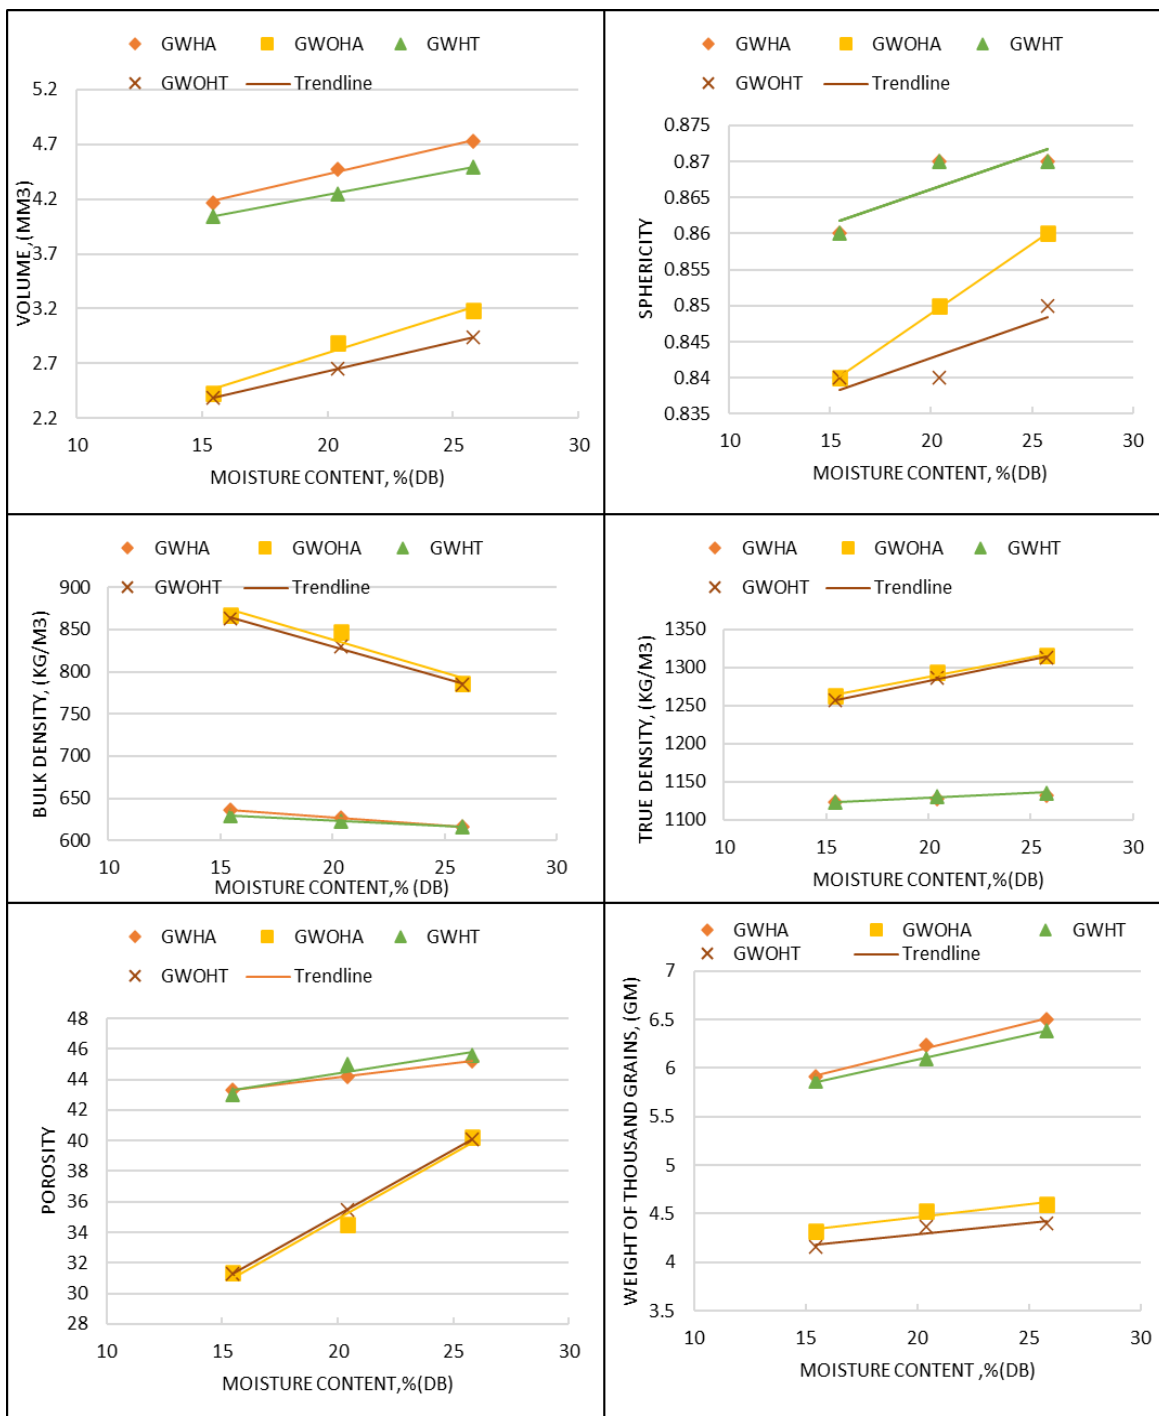 GWHA GWOHA GWHT
GWOHT Trendline
5.2
4.7
4.2
3.7
3.2
2.7
2.2
10 15 20 25 30
VOLUME, (MM3)
MOISTURE CONTENT, %(DB)
GWHA GWOHA GWHT
GWOHT Trendline
0.875
0.87
0.865
0.86
0.855
0.85
0.845
0.84
0.835
10 15 20 25 30
SPHERICITY
MOISTURE CONTENT, %(DB)
GWHA GWOHA GWHT
GWOHT Trendline
900
850
800
750
700
650
600
10 15 20 25 30
BULK DENSITY, (KG/M3)
MOISTURE CONTENT,% (DB)
GWHA GWOHA GWHT
GWOHT Trendline
1350
1300
1250
1200
1150
1100
10 15 20 25 30
TRUE DENSITY, (KG/M3)
MOISTURE CONTENT,% (DB)
GWHA GWOHA GWHT
GWOHT Trendline
48
46
44
42
40
38
36
34
32
30
28
10 15 20 25 30
POROSITY
MOISTURE CONTENT,%(DB)
GWHA GWOHA GWHT
GWOHT Trendline
7
6.5
6
5.5
5
4.5
4
3.5
10 15 20 25 30
WEIGHT OF THOUSAND GRAINS, (GM)
MOISTURE CONTENT ,%(DB)